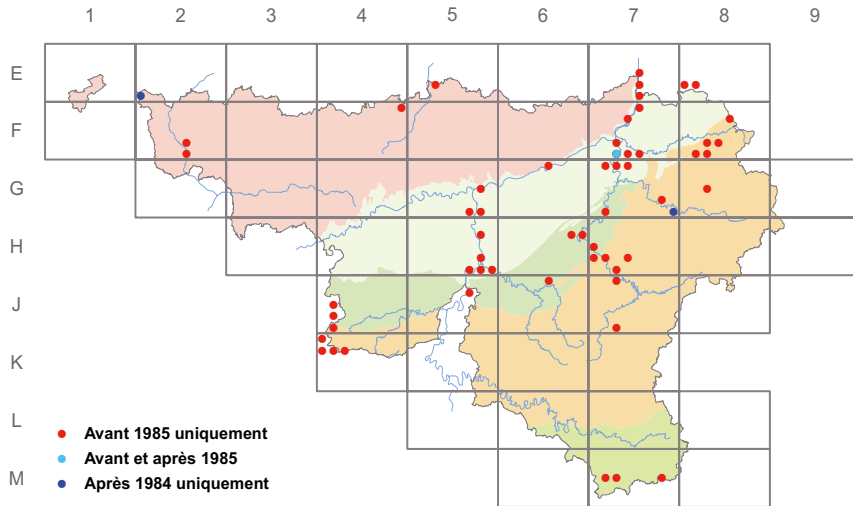 1 2 3 4 5 6 7 8 9
E
F
G
H
J
K
L
M
Avant 1985 uniquement
Avant et après 1985
Après 1984 uniquement